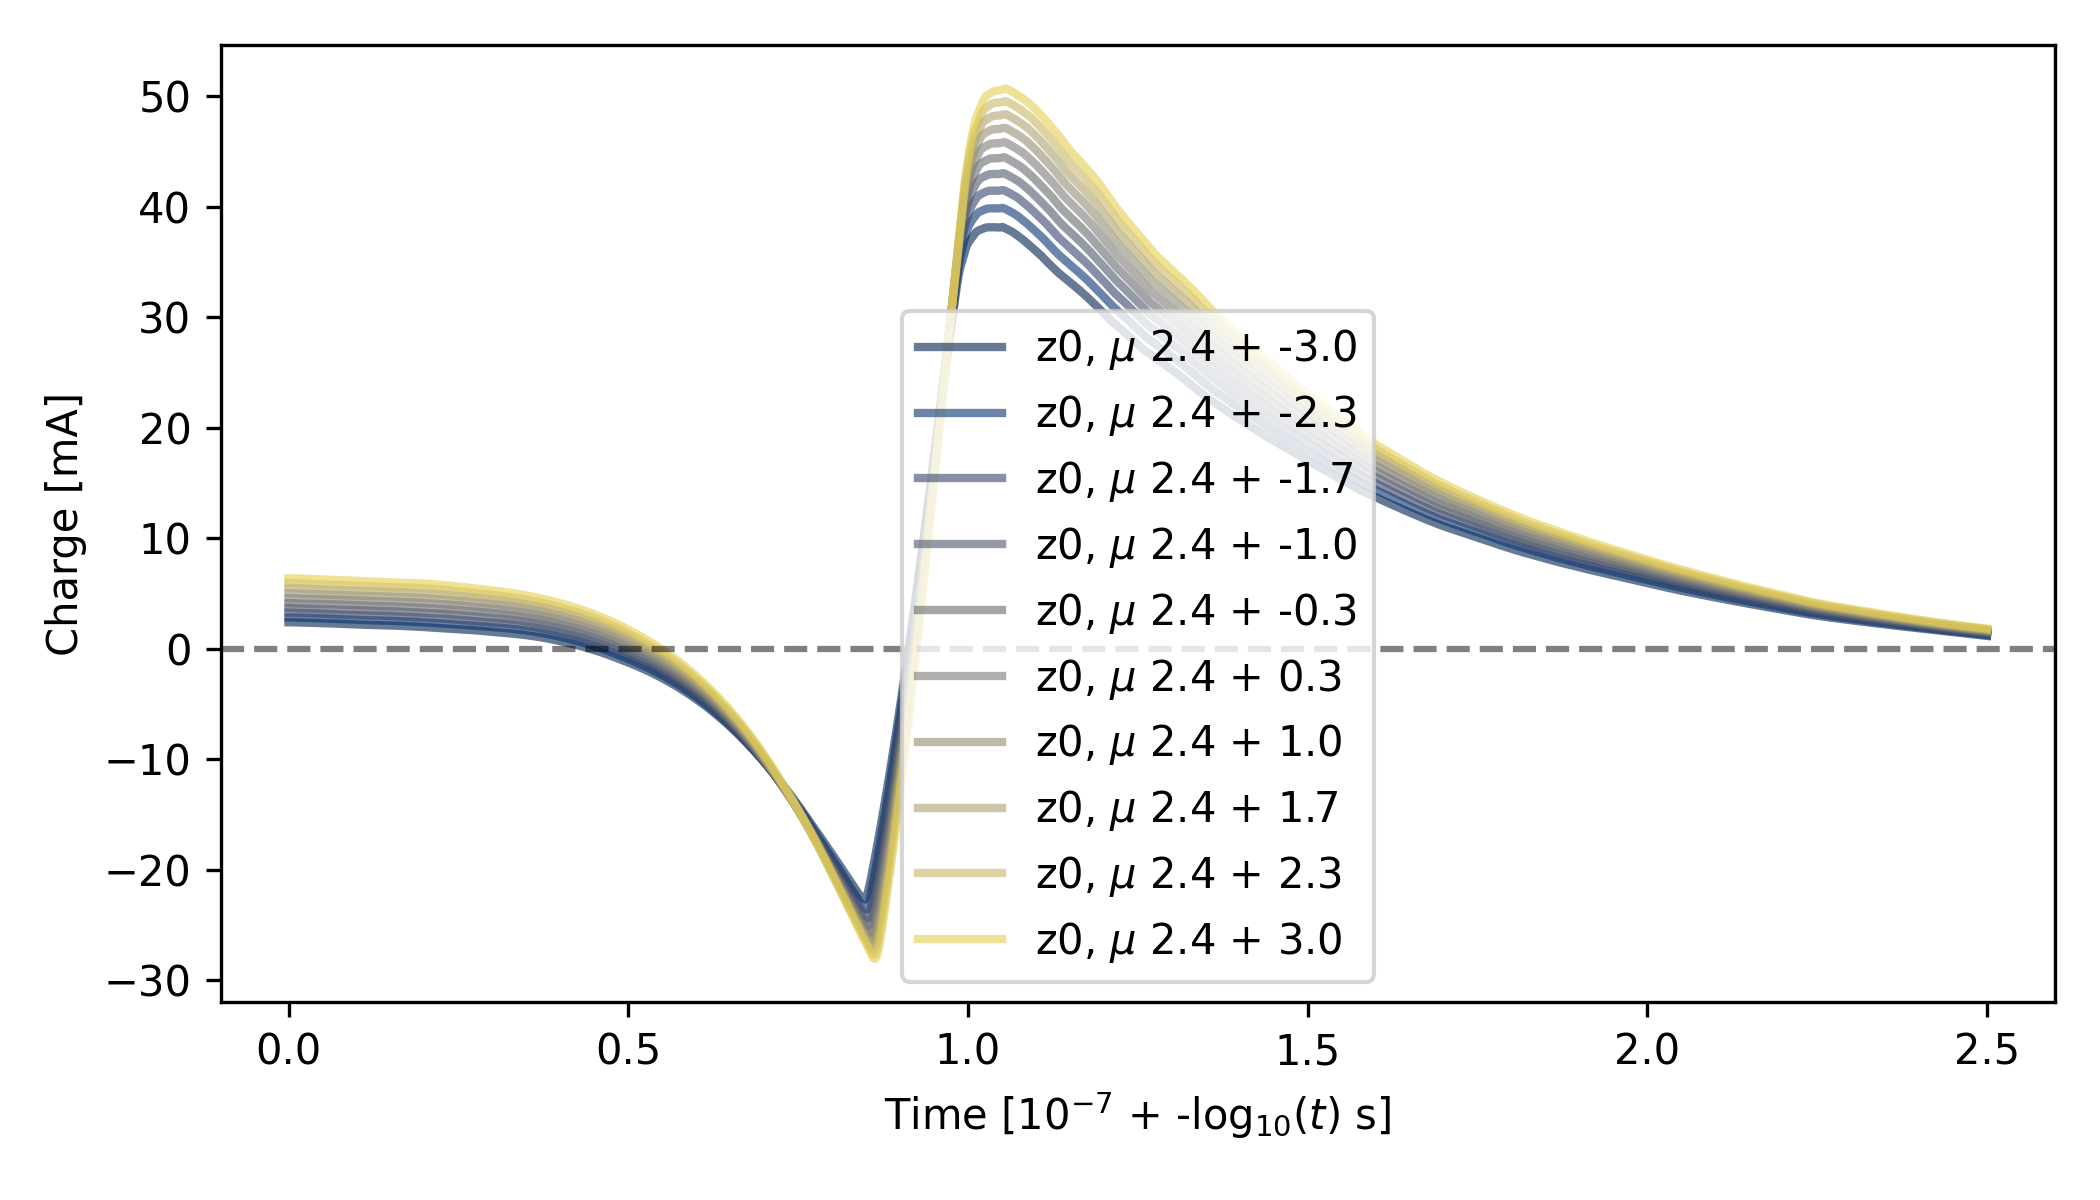 Charge [mA]
50
40
30
20
10
0
−10
−20
−30
z0, μ 2.4 + -3.0
z0, μ 2.4 + -2.3
z0, μ 2.4 + -1.7
z0, μ 2.4 + -1.0
z0, μ 2.4 + -0.3
z0, μ 2.4 + 0.3
z0, μ 2.4 + 1.0
z0, μ 2.4 + 1.7
z0, μ 2.4 + 2.3
z0, μ 2.4 + 3.0
0.0 0.5 1.0 1.5 2.0 2.5
Time [10⁻⁷ + -log₁₀(t) s]